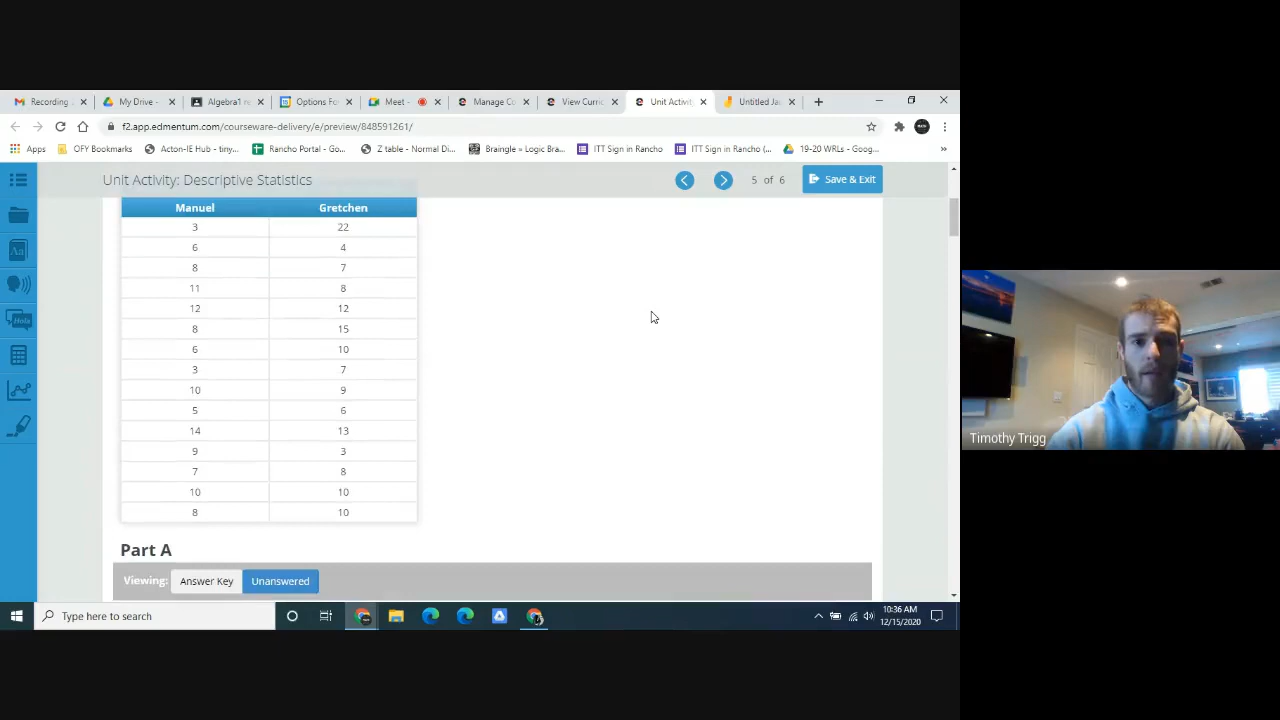 Recording
My Drive -
Algebra1 re
Options Fo
Meet -
Manage Co
View Curric
Unit Activit
Untitled Ja
f2.app.edmentum.com/courseware-delivery/e/preview/848591261/
Apps
OFY Bookmarks
Acton-IE Hub - tiny...
Rancho Portal - Go...
Z table - Normal Di...
Braingle » Logic Bra...
ITT Sign in Rancho
ITT Sign in Rancho (...
19-20 WRLs - Goog...
»
Unit Activity: Descriptive Statistics
5 of 6
Save & Exit
Manuel Gretchen
3 22
6 4
8 7
11 8
12 12
8 15
6 10
3 7
10 9
5 6
14 13
9 3
7 8
10 10
8 10
Aa
Hola
Part A
Viewing: Answer Key Unanswered
Timothy Trigg
Type here to search
10:36 AM
12/15/2020